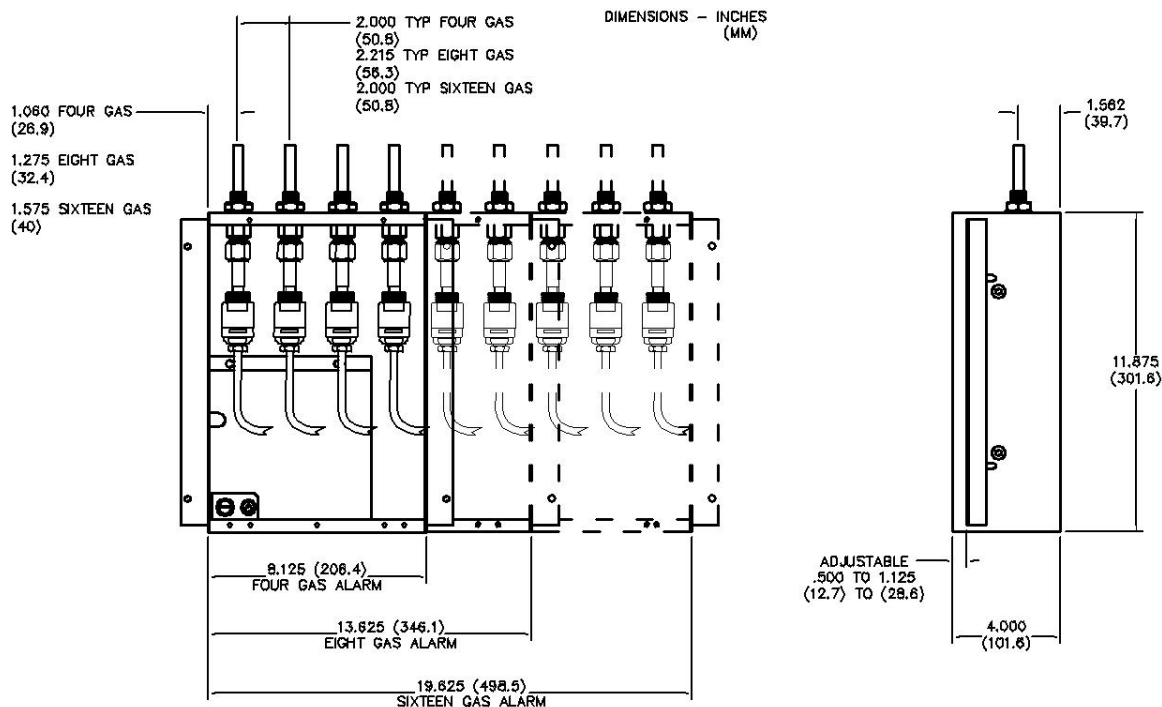 DIMENSIONS - INCHES
(MM)
2.000 TYP FOUR GAS
(50.8)
2.215 TYP EIGHT GAS
(56.3)
2.000 TYP SIXTEEN GAS
(50.8)
1.060 FOUR GAS
(26.9)
1.275 EIGHT GAS
(32.4)
1.575 SIXTEEN GAS
(40)
1.562
(39.7)
11.875
(301.6)
ADJUSTABLE
.500 TO 1.125
(12.7) TO (28.6)
4.000
(101.6)
8.125 (206.4)
FOUR GAS ALARM
13.625 (346.1)
EIGHT GAS ALARM
19.625 (498.5)
SIXTEEN GAS ALARM